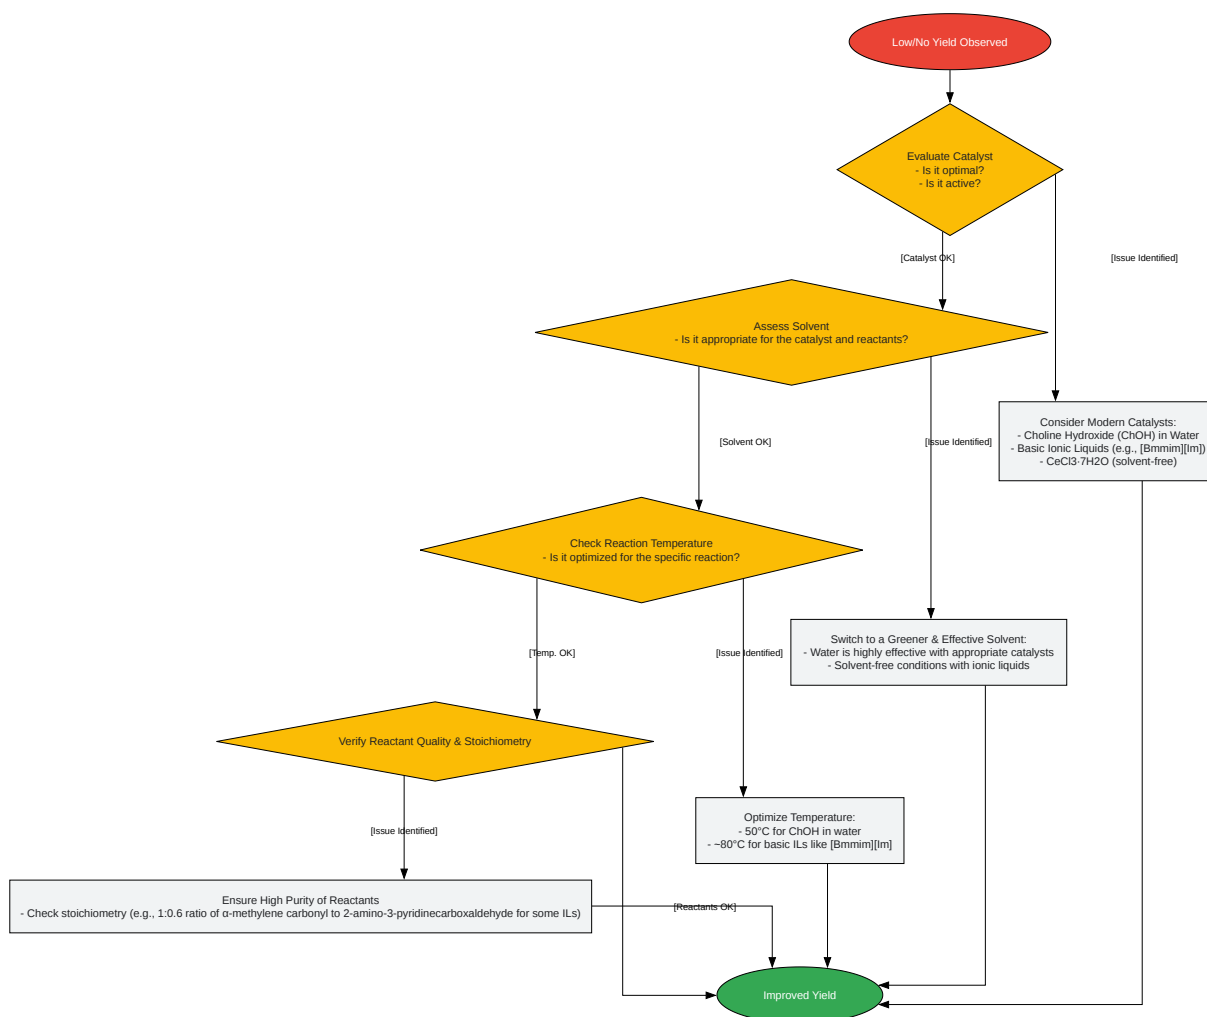 Low/No Yield Observed
Evaluate Catalyst
- Is it optimal?
- Is it active?
[Catalyst OK]
[Issue Identified]
Assess Solvent
- Is it appropriate for the catalyst and reactants?
[Solvent OK]
[Issue Identified]
Consider Modern Catalysts:
- Choline Hydroxide (ChOH) in Water
- Basic Ionic Liquids (e.g., [Bmmim][Im])
- CeCl3·7H2O (solvent-free)
Check Reaction Temperature
- Is it optimized for the specific reaction?
[Temp. OK]
[Issue Identified]
Switch to a Greener & Effective Solvent:
- Water is highly effective with appropriate catalysts
- Solvent-free conditions with ionic liquids
Verify Reactant Quality & Stoichiometry
[Issue Identified]
Optimize Temperature:
- 50°C for ChOH in water
- ~80°C for basic ILs like [Bmmim][Im]
Ensure High Purity of Reactants
- Check stoichiometry (e.g., 1:0.6 ratio of α-methylene carbonyl to 2-amino-3-pyridinecarboxaldehyde for some ILs)
[Reactants OK]
Improved Yield